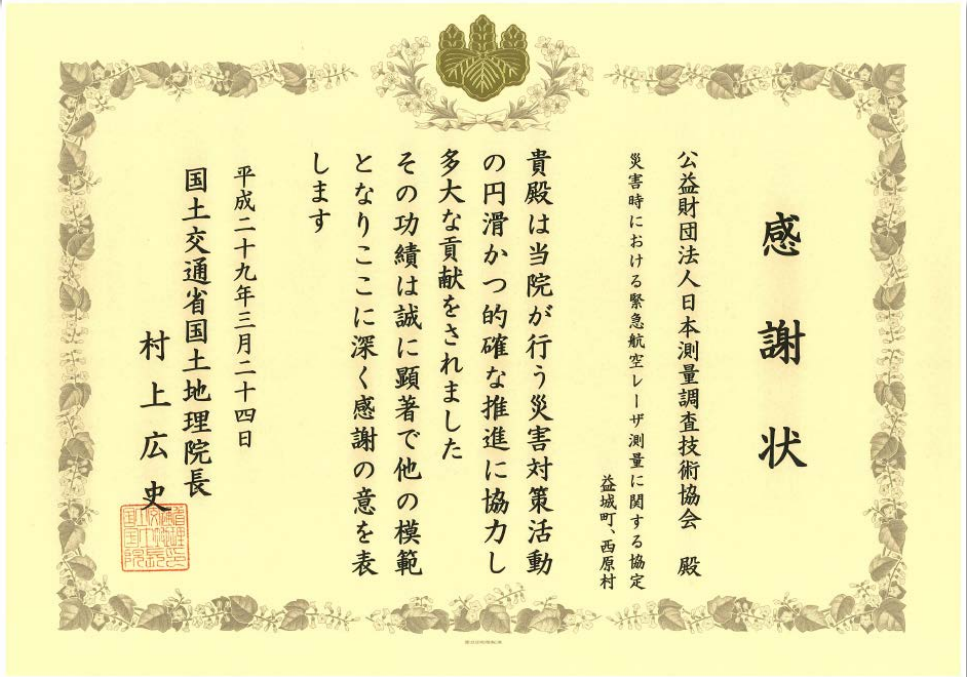 感謝状
公益財団法人日本測量調査技術協会 殿
災害時における緊急航空レーザ測量に関する協定
益城町、西原村
貴殿は当院が行う災害対策活動
の円滑かつ的確な推進に協力し
多大な貢献をされました
その功績は誠に顕著で他の模範
となりここに深く感謝の意を表
します
平成二十九年三月二十四日
国土交通省国土地理院長
村上広史